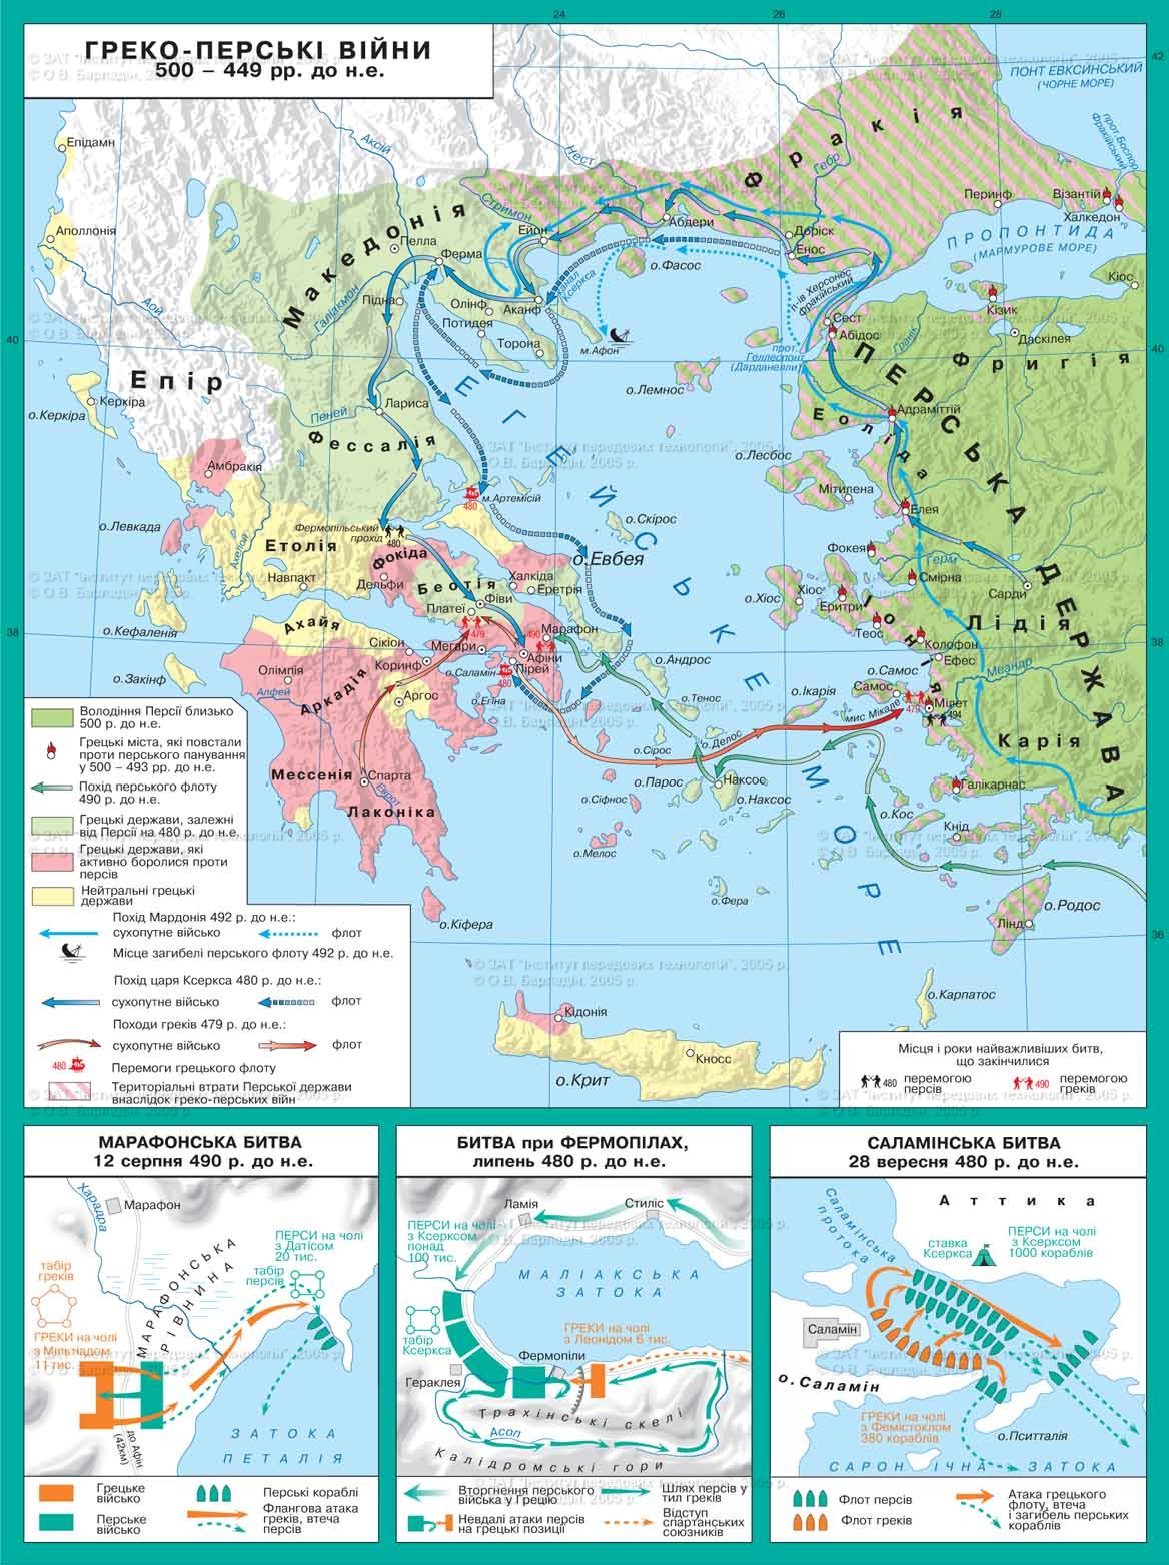 ГРЕКО-ПЕРСЬКІ ВІЙНИ
500 – 449 рр. до н.е.
24
26
28
42
40
40
38
38
36
ПОНТ ЕВКСИНСЬКИЙ
(ЧОРНЕ МОРЕ)
прот. Боспор
Фракійський
Епідамн
Аксій
Нест
Фракія
Гебр
Аполлонія
Македонія
Стримон
Пелла
Еййон
Абдери
Доріск
Енос
Перинф
Візантій
Халкедон
ПРОПОНТИДА
(МАРМУРОВЕ МОРЕ)
Ферма
о.Фасос
канал
Ксеркса
п-ів Херсонес
Фракійський
Кіос
Аой
Галіакмон
Підна
Олінф
Аканф
Потидея
Торона
м.Афон
Сест
Абідос
Кізик
Даскілея
Гранік
прот.
Геллеспонт
(Дарданелли)
Фригія
Епір
Керкіра
о.Керкіра
Пеней
Лариса
Фессалія
о.Лемнос
Адраміттій
Еоліда
ПЕРСЬКА ДЕРЖАВА
ЕГЕЙСЬКЕ МОРЕ
Амбракія
о.Лесбос
Мітилена
м.Артемісій
480
о.Левкада
Ахелой
Етолія
Фермопільський
прохід
480
Фокіда
о.Скірос
Елея
Фокея
Герм
Смірна
Навпакт
Дельфи
Беотія
Халкіда
Еретрія
о.Евбея
Платеї
Фіви
479
о.Хіос
Хіос
Еритри
Сарди
Теос
Іонія
Лідія
Колофон
Ефес
о.Кефаленія
Ахайя
Сікіон
Коринф
Мегари
490
Марафон
Афіни
Пірей
о.Саламін
480
о.Егіна
о.Андрос
о.Закінф
Олімпія
Алфей
Аркадія
Аргос
о.Тенос
о.Ікарія
о.Самос
Самос
Меандр
мис Мікале
479
Мілет
494
о.Делос
о.Сірос
Карія
Мессенія
Спарта
Еврот
Лаконіка
о.Парос
Наксос
о.Наксос
Галікарнас
о.Сіфнос
о.Кос
Кнід
о.Мелос
о.Фера
о.Родос
Лінд
о.Кіфера
Кідонія
Кносс
о.Крит
о.Карпатос
Володіння Персії близько
500 р. до н.е.
Грецькі міста, які повстали
проти перського панування
у 500 – 493 рр. до н.е.
Похід перського флоту
490 р. до н.е.
Грецькі держави, залежні
від Персії на 480 р. до н.е.
Грецькі держави, які
активно боролися проти
персів
Нейтральні грецькі
держави
Похід Мардонія 492 р. до н.е.:
сухопутне військо
флот
Місце загибелі перського флоту 492 р. до н.е.
Похід царя Ксеркса 480 р. до н.е.:
сухопутне військо
флот
Походи греків 479 р. до н.е.:
сухопутне військо
флот
480
Перемоги грецького флоту
Територіальні втрати Перської держави
внаслідок греко-перських війн
Місця і роки найважливіших битв,
що закінчилися
480
перемогою
персів
490
перемогою
греків
© ЗАТ "Інститут передових технологій", 2005 р.
© О.В. Барладін, 2005 р.
МАРАФОНСЬКА БИТВА
12 серпня 490 р. до н.е.
Харадра
Марафон
ПЕРСИ на чолі
з Датісом
20 тис.
табір
персів
табір
греків
МАРАФОНСЬКА
РІВНИНА
ГРЕКИ на чолі
з Мільтіадом
11 тис.
до Афін
(42км)
ЗАТОКА
ПЕТАЛІЯ
Грецьке
військо
Перське
військо
Перські кораблі
Флангова атака
греків, втеча
персів
БИТВА при ФЕРМОПІЛАХ,
липень 480 р. до н.е.
Ламія
Стиліс
ПЕРСИ на чолі
з Ксерксом
понад
100 тис.
МАЛІАКСЬКА
ЗАТОКА
табір
Ксеркса
ГРЕКИ на чолі
з Леонідом 6 тис.
Фермопіли
Гераклея
Трахінські скелі
Асоп
Калідромські гори
Вторгнення перського
війська у Грецію
Шлях персів у
тил греків
Невдалі атаки персів
на грецькі позиції
Відступ
спартанських
союзників
САЛАМІНСЬКА БИТВА
28 вересня 480 р. до н.е.
Саламінська
протока
Аттика
ставка
Ксеркса
ПЕРСИ на чолі
з Ксерксом
1000 кораблів
Саламін
о.Саламін
ГРЕКИ на чолі
з Фемістоклом
380 кораблів
о.Пситталія
САРОНІЧНА ЗАТОКА
Флот персів
Флот греків
Атака грецького
флоту, втеча
і загибель перських
кораблів